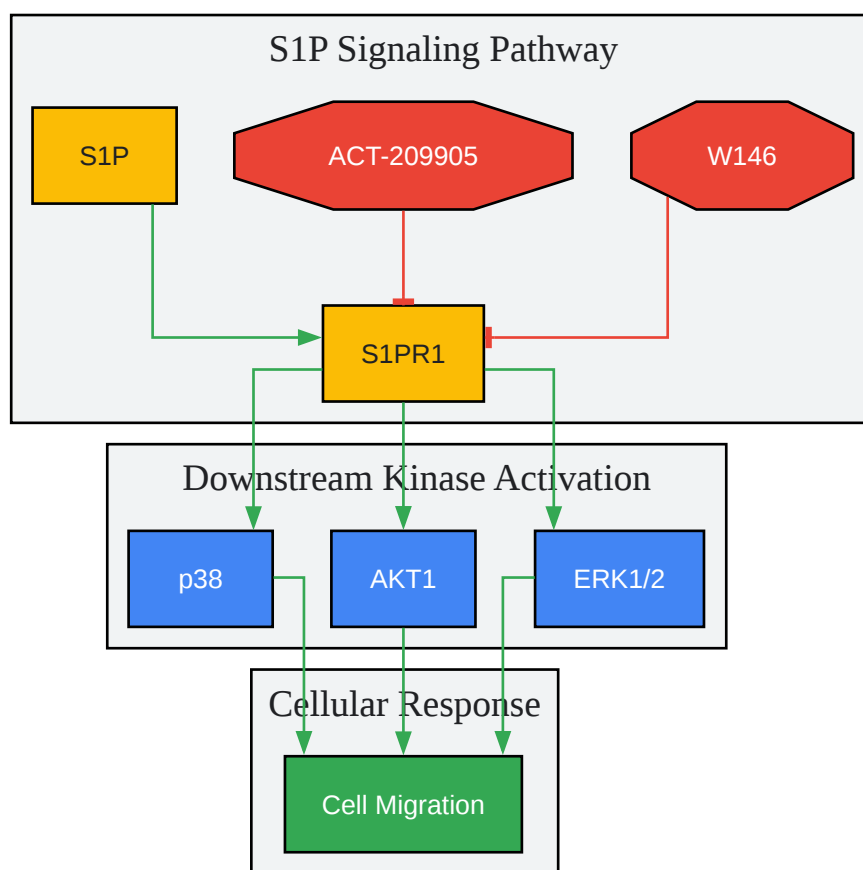 S1P Signaling Pathway
S1P
ACT-209905
W146
S1PR1
Downstream Kinase Activation
p38
AKT1
ERK1/2
Cellular Response
Cell Migration